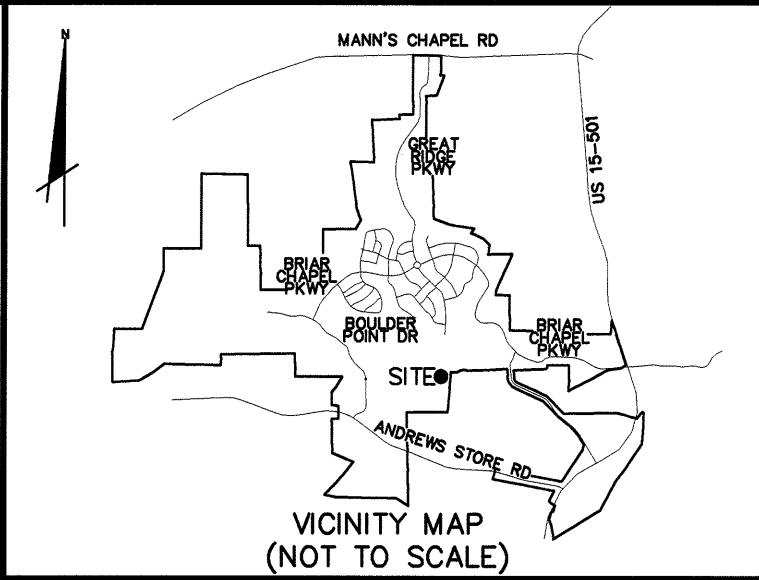 N
MANN'S CHAPEL RD
US 15-501
GREAT
RIDGE
PKWY
BRIAR
CHAPEL
PKWY
BOULDER
POINT DR
BRIAR
CHAPEL
PKWY
SITE
ANDREWS STORE RD
VICINITY MAP
(NOT TO SCALE)